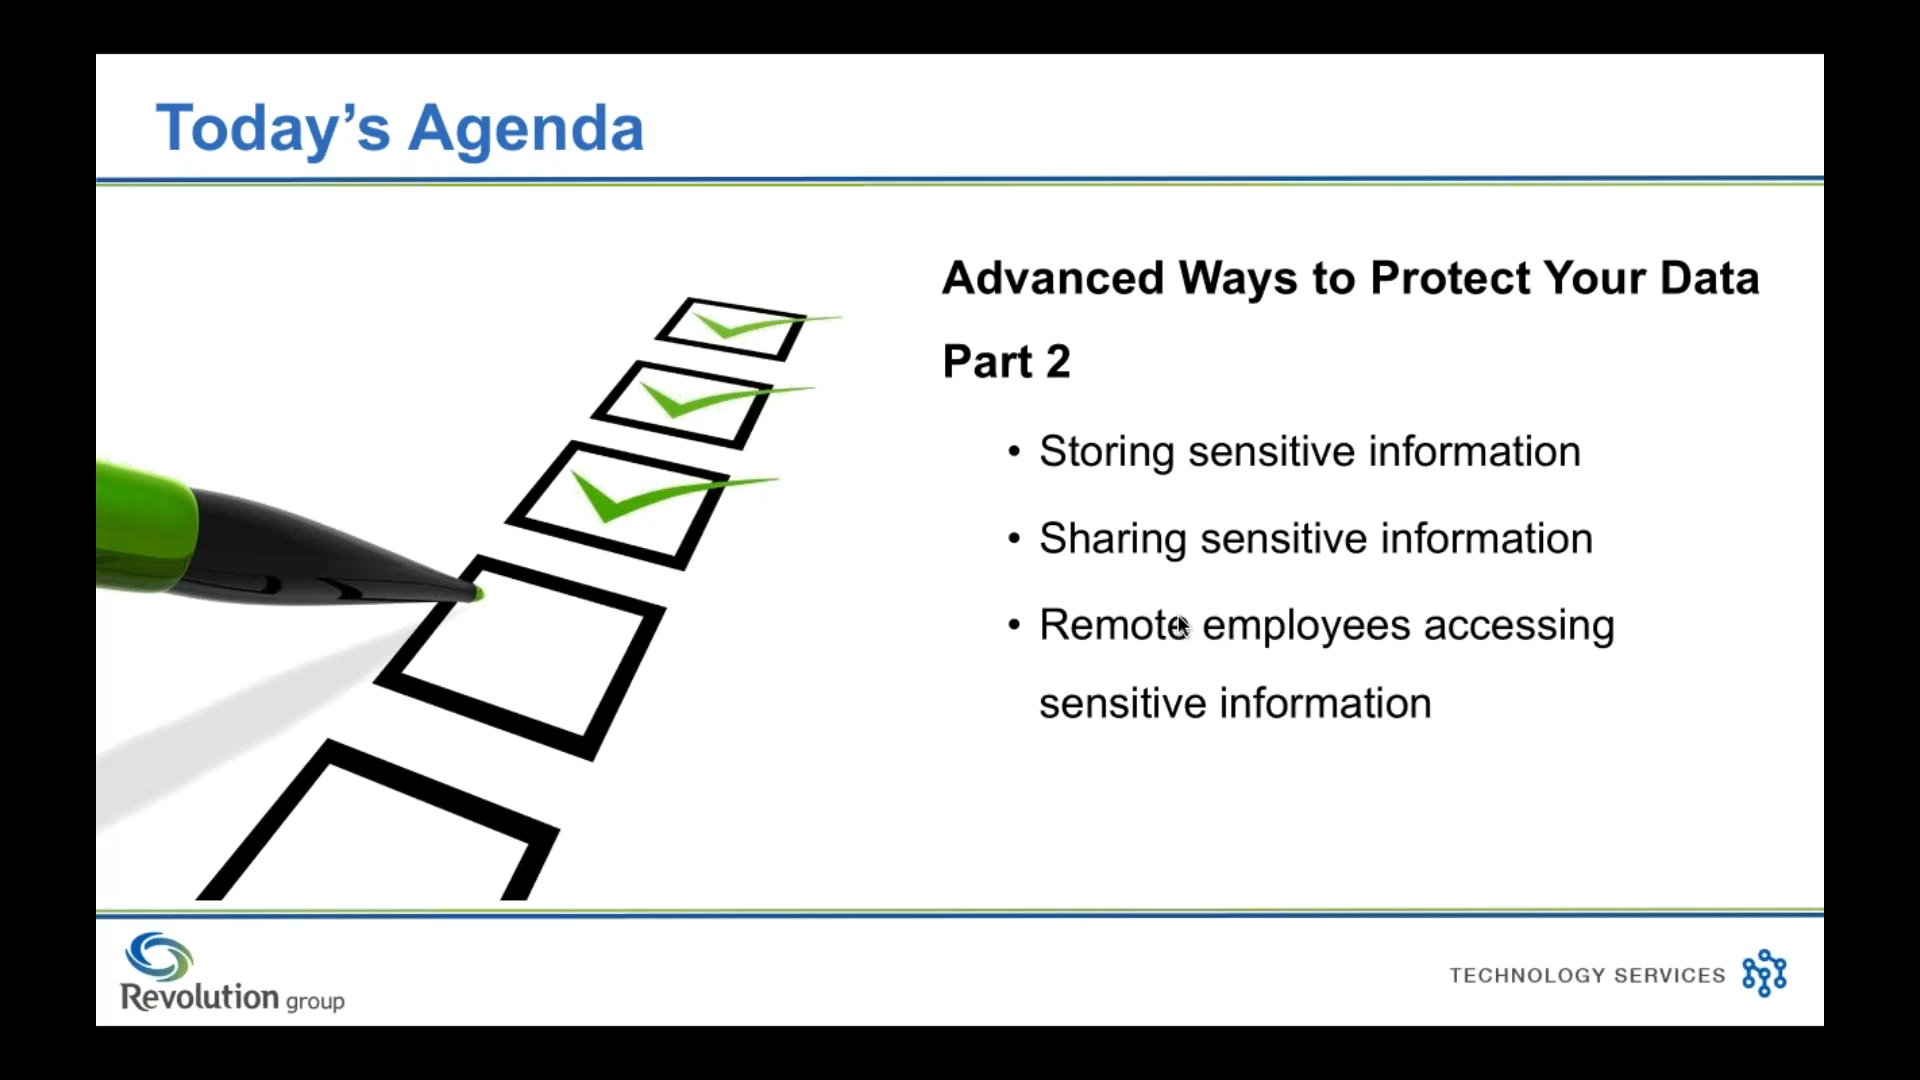 Today’s Agenda
Advanced Ways to Protect Your Data
Part 2
• Storing sensitive information
• Sharing sensitive information
• Remote employees accessing
sensitive information
Revolution group
TECHNOLOGY SERVICES